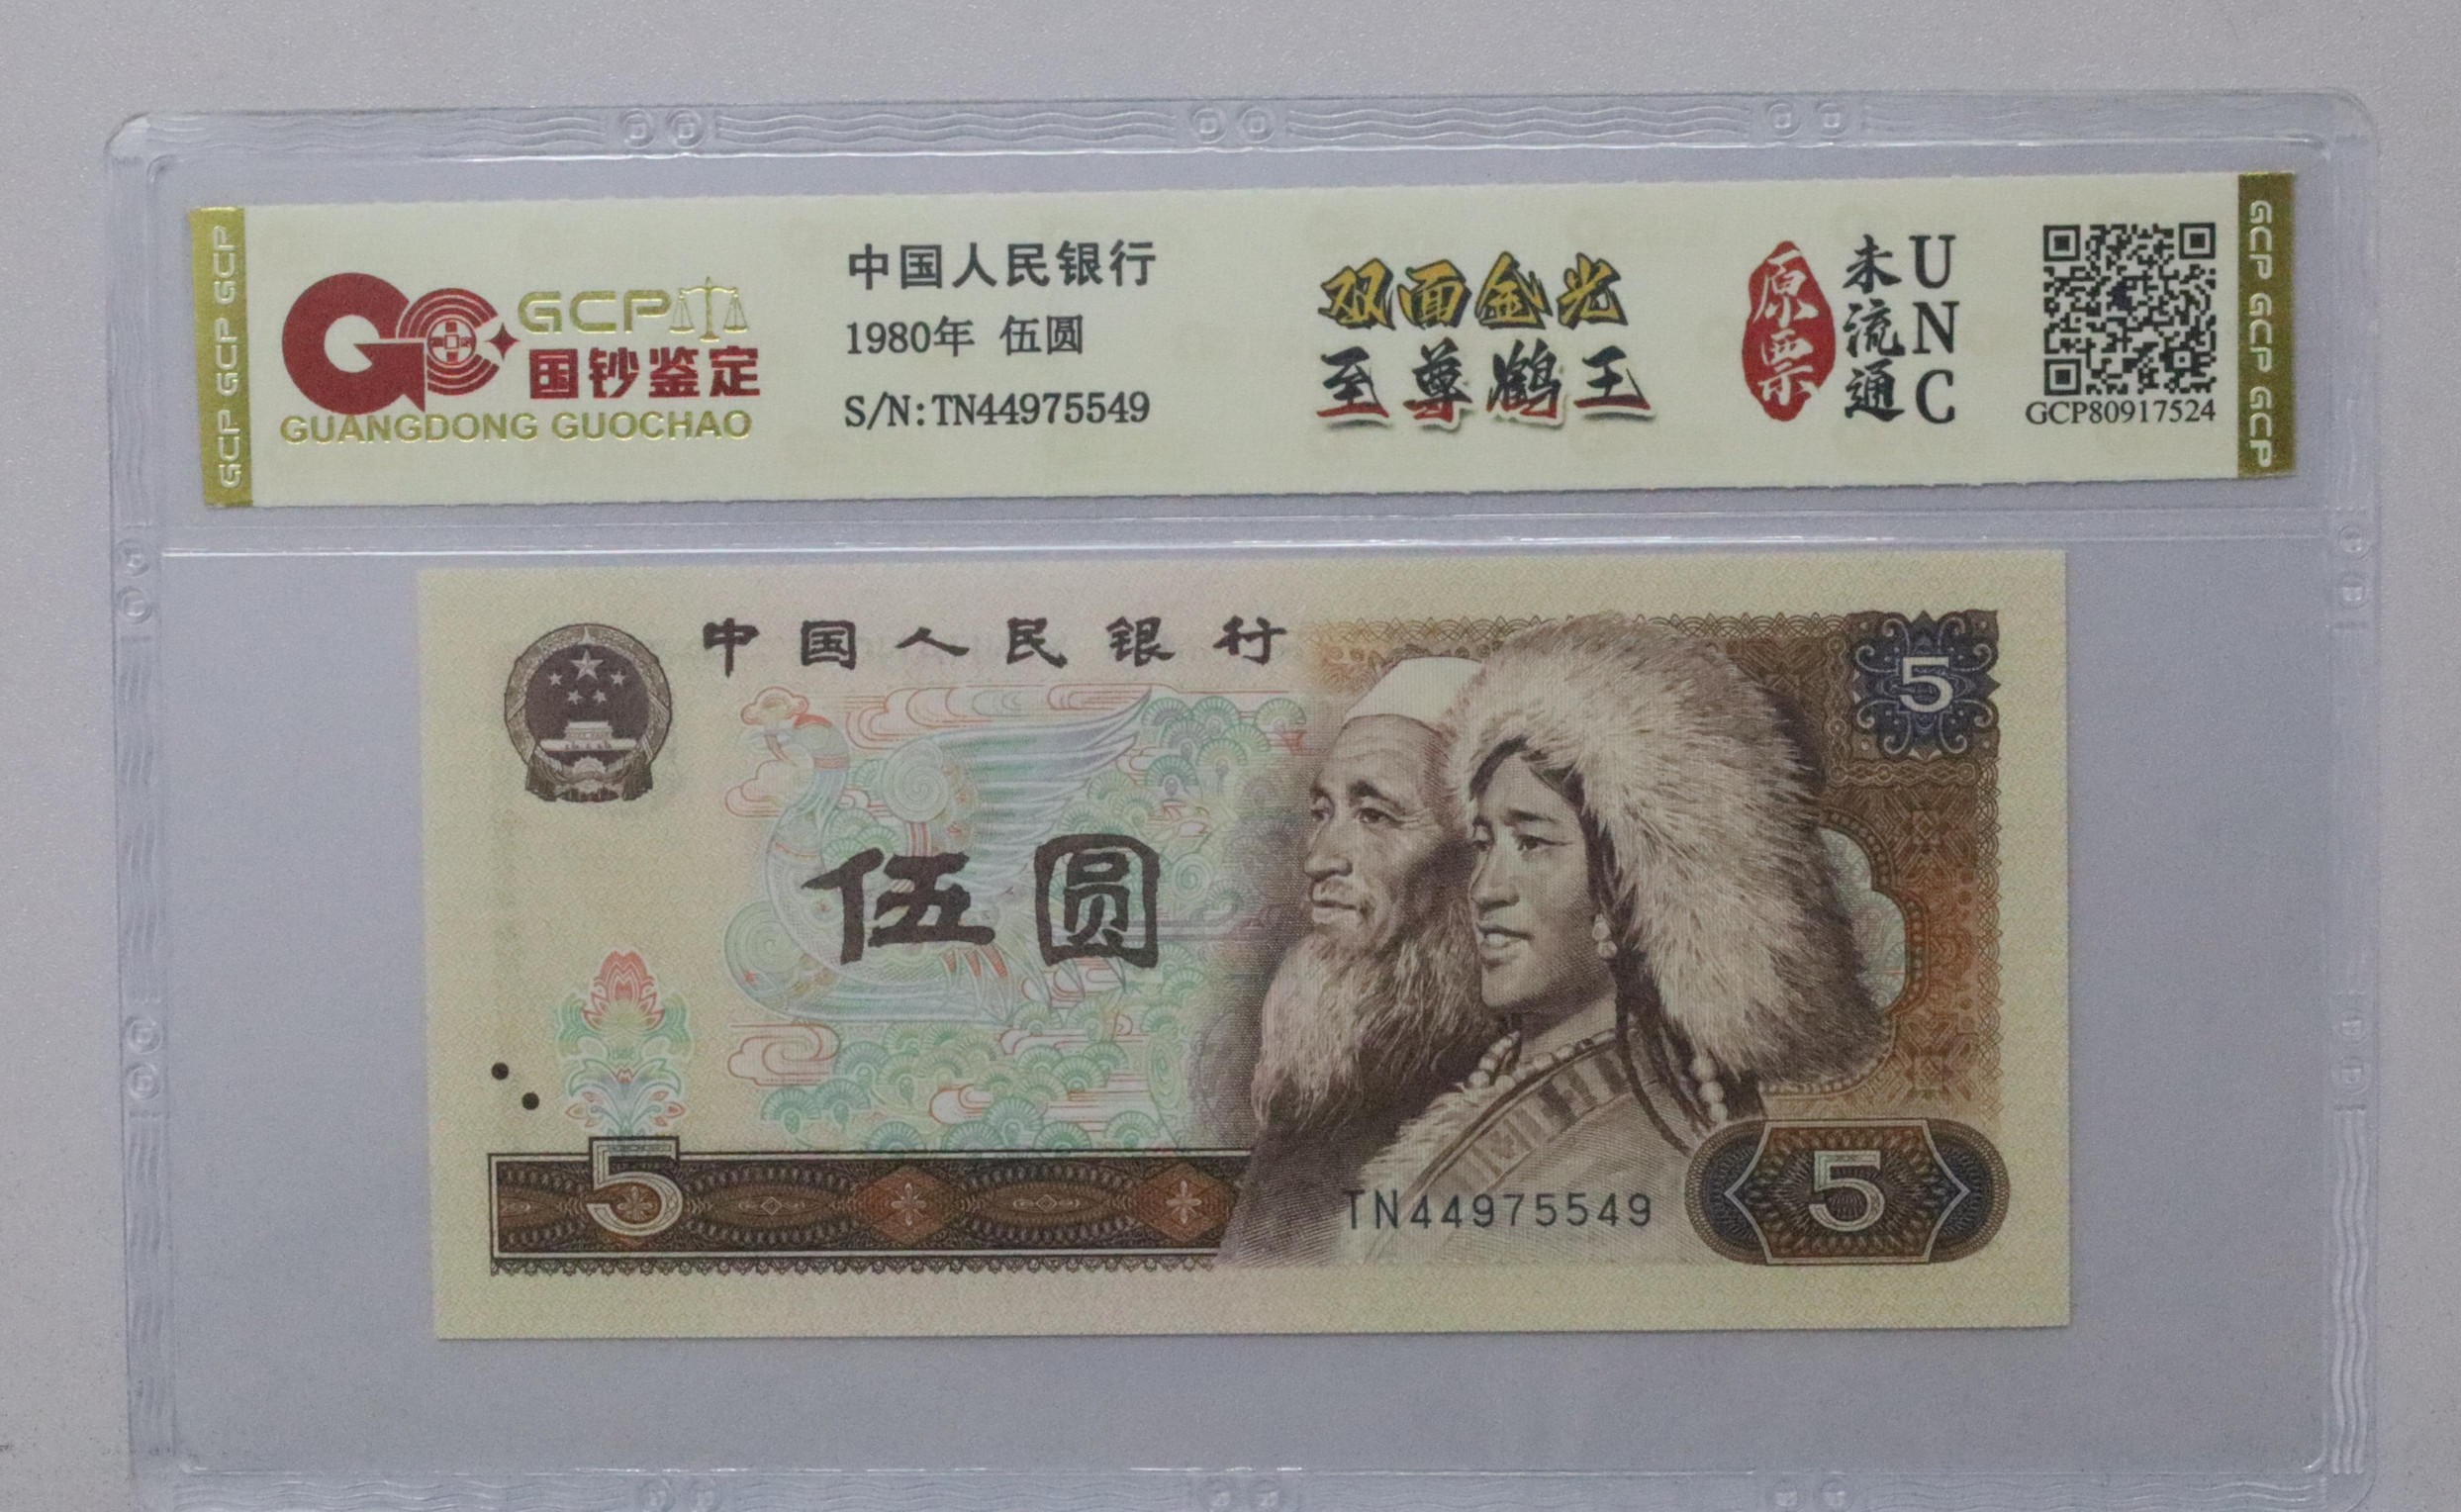 GCP GCP GCP
GCP
国钞鉴定
GUANGDONG GUOCHAO
中国人民银行
1980年 伍圆
S/N:TN44975549
双面金光
至尊鹤王
原票
未流通
UNC
GCP80917524
GCP GCP GCP
中国人民银行
5
伍圆
5
TN44975549
5